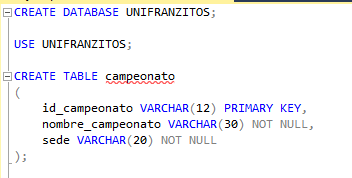 CREATE DATABASE UNIFRANZITOS;
USE UNIFRANZITOS;
CREATE TABLE campeonato
(
id_campeonato VARCHAR(12) PRIMARY KEY,
nombre_campeonato VARCHAR(30) NOT NULL,
sede VARCHAR(20) NOT NULL
);